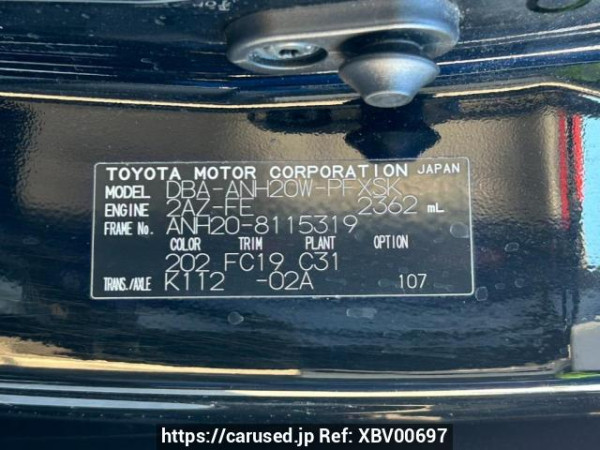 TOYOTA MOTOR CORPORATION JAPAN
MODEL DBA-ANH20W-PFXSK
ENGINE 2AZ-FE 2362 mL
FRAME No. ANH20-8115319
COLOR TRIM PLANT OPTION
202 FC19 C31
TRANS./AXLE K112 -02A 107
https://carused.jp Ref: XBV00697